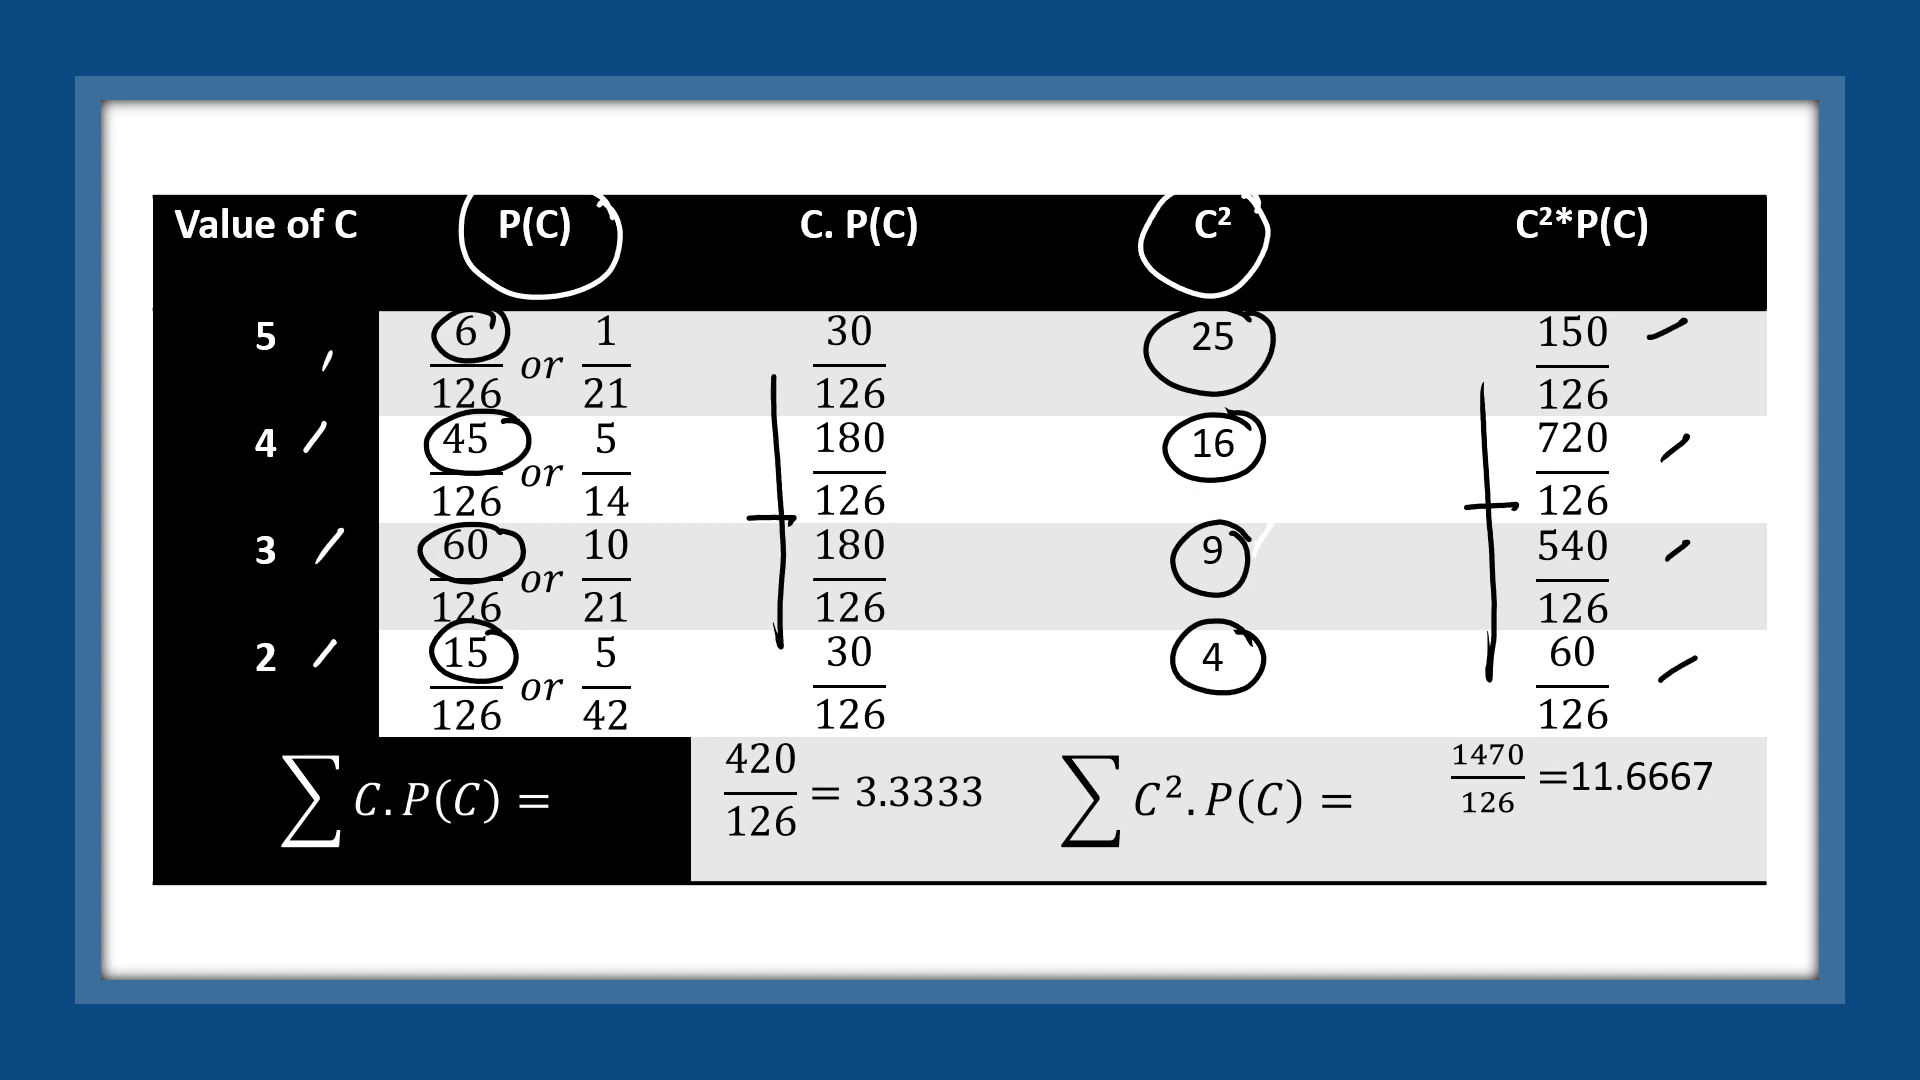 Value of C P(C) C. P(C) C²* P(C)
5 6/126 or 1/21 30/126 25 150/126
4 45/126 or 5/14 180/126 16 720/126
3 60/126 or 10/21 180/126 9 540/126
2 15/126 or 5/42 30/126 4 60/126
∑ C.P(C) = 420/126 = 3.3333 ∑ C².P(C) = 1470/126 =11.6667